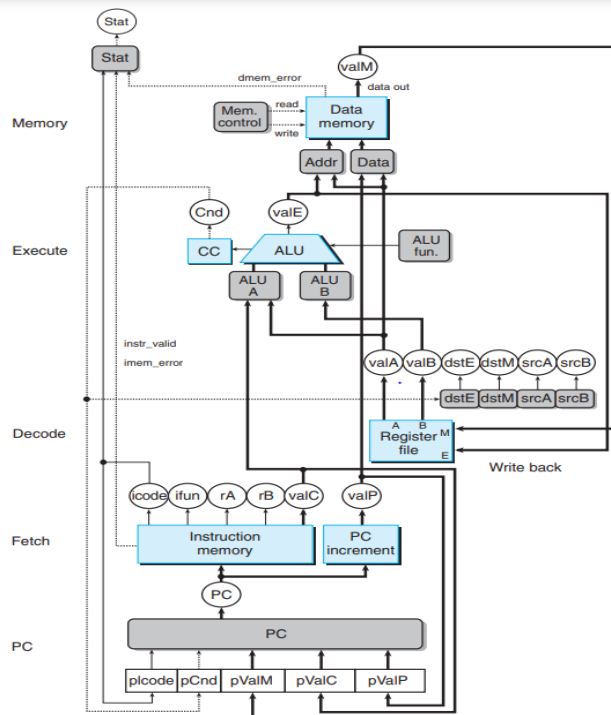 Stat
Stat
dmem_error
valM
data out
Memory
Mem.
control
read
write
Data
memory
Addr
Data
Cnd
valE
Execute
CC
ALU
ALU
fun.
ALU
A
ALU
B
instr_valid
imem_error
valA
valB
dstE
dstM
srcA
srcB
dstE
dstM
srcA
srcB
A
B
Register
file
M
E
Decode
Write back
icode
ifun
rA
rB
valC
valP
Fetch
Instruction
memory
PC
increment
PC
PC
PC
pIcode
pCnd
pValM
pValC
pValP